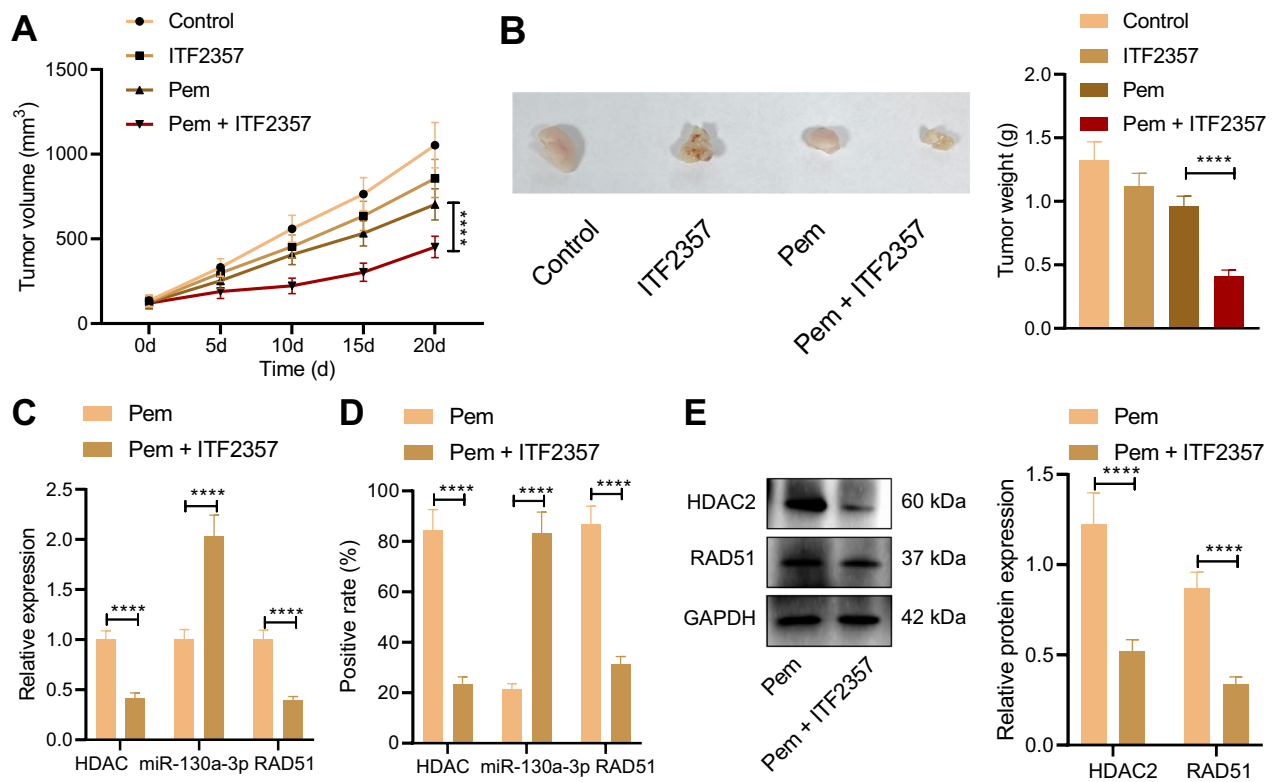 A
Control
ITF2357
Pem
Pem + ITF2357
Tumor volume (mm³)
1500
1000
500
0
0d 5d 10d 15d 20d
Time (d)
****
B
Control
ITF2357
Pem
Pem + ITF2357
Control
ITF2357
Pem
Pem + ITF2357
Tumor weight (g)
2.0
1.5
1.0
0.5
0.0
****
C
Pem
Pem + ITF2357
Relative expression
2.5
2.0
1.5
1.0
0.5
0.0
**** **** ****
HDAC miR-130a-3p RAD51
D
Pem
Pem + ITF2357
Positive rate (%)
100
80
60
40
20
0
**** **** ****
HDAC miR-130a-3p RAD51
E
HDAC2 60 kDa
RAD51 37 kDa
GAPDH 42 kDa
Pem
Pem + ITF2357
Pem
Pem + ITF2357
Relative protein expression
1.5
1.0
0.5
0.0
**** ****
HDAC2 RAD51